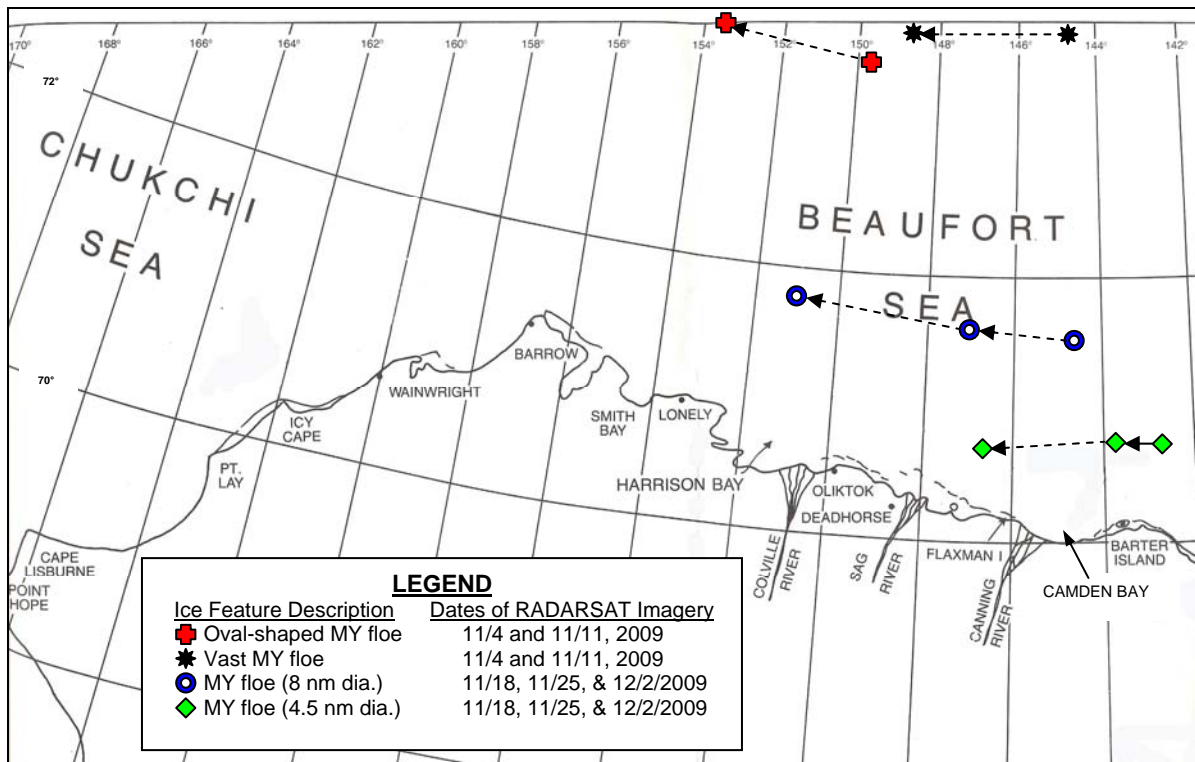 170° 168° 166° 164° 162° 160° 158° 156° 154° 152° 150° 148° 146° 144° 142°
72°
CHUKCHI
SEA
BEAUFORT
SEA
70°
BARROW
WAINWRIGHT
ICY
CAPE
PT.
LAY
SMITH
BAY
LONELY
HARRISON BAY
OLIKTOK
DEADHORSE
COLVILLE
RIVER
SAG
RIVER
FLAXMAN I
CANNING
RIVER
BARTER
ISLAND
CAMDEN BAY
CAPE
LISBURNE
POINT
HOPE
LEGEND
Ice Feature Description Dates of RADARSAT Imagery
Oval-shaped MY floe 11/4 and 11/11, 2009
Vast MY floe 11/4 and 11/11, 2009
MY floe (8 nm dia.) 11/18, 11/25, & 12/2/2009
MY floe (4.5 nm dia.) 11/18, 11/25, & 12/2/2009